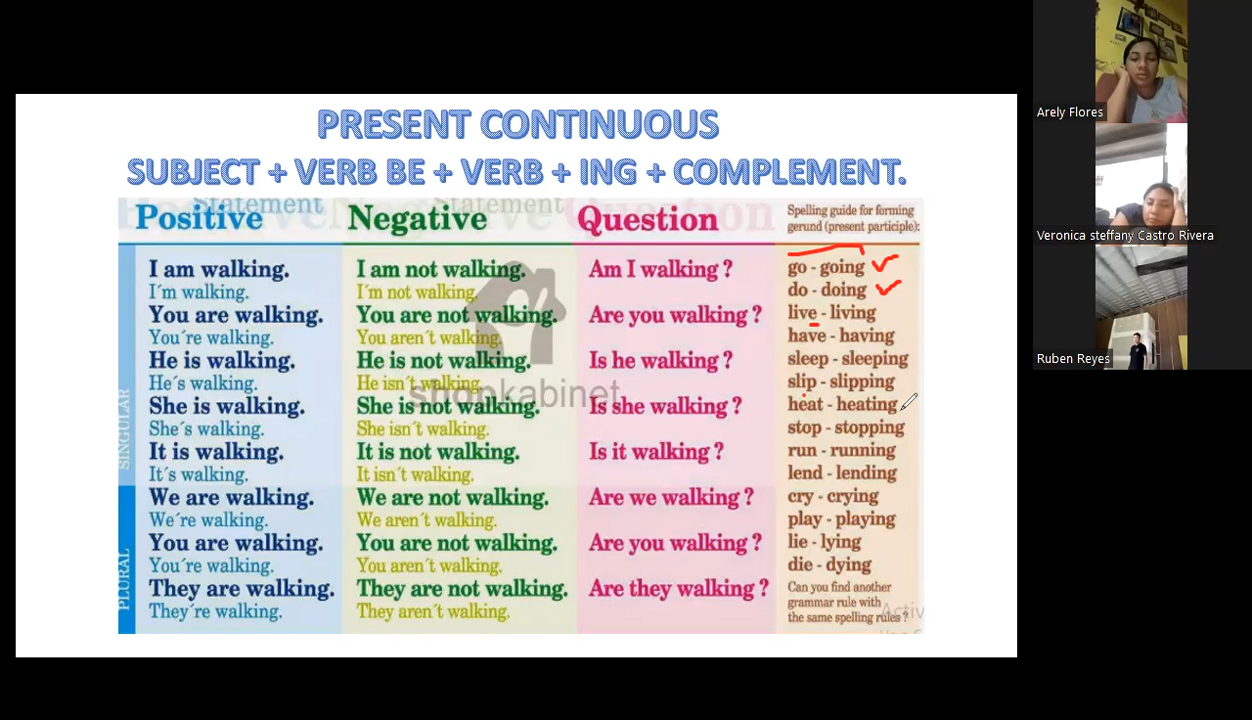 PRESENT CONTINUOUS
SUBJECT + VERB BE + VERB + ING + COMPLEMENT.
Statement
Statement
Positive
Negative
Question
Spelling guide for forming
gerund (present participle):
SINGULAR
I am walking.
I'm walking.
You are walking.
You're walking.
He is walking.
He´s walking.
She is walking.
She´s walking.
It is walking.
It´s walking.
PLURAL
We are walking.
We´re walking.
You are walking.
You´re walking.
They are walking.
They´re walking.
I am not walking.
I´m not walking.
You are not walking.
You aren´t walking.
He is not walking.
He isn´t walking.
She is not walking.
She isn´t walking.
It is not walking.
It isn´t walking.
We are not walking.
We aren´t walking.
You are not walking.
You aren´t walking.
They are not walking.
They aren´t walking.
Am I walking ?
Are you walking ?
Is he walking ?
Is she walking ?
Is it walking ?
Are we walking ?
Are you walking ?
Are they walking ?
go - going
do - doing
live - living
have - having
sleep - sleeping
slip - slipping
heat - heating
stop - stopping
run - running
lend - lending
cry - crying
play - playing
lie - lying
die - dying
Can you find another
grammar rule with
the same spelling rules ?
shopkabinet
Arely Flores
Veronica steffany Castro Rivera
Ruben Reyes